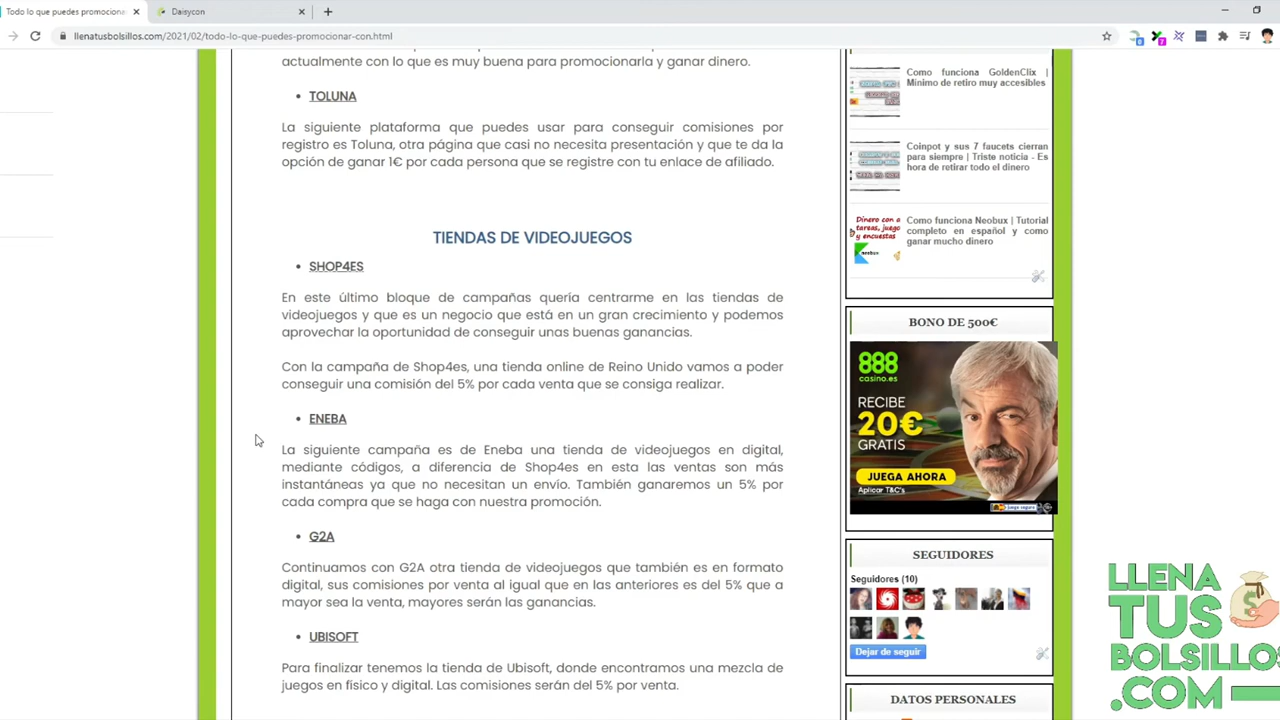 Todo lo que puedes promociona
Daisycon
llenatusbolsillos.com/2021/02/todo-lo-que-puedes-promocionar-con.html
6
7
actualmente con lo que es muy buena para promocionarla y ganar dinero.
• TOLUNA
La siguiente plataforma que puedes usar para conseguir comisiones por
registro es Toluna, otra página que casi no necesita presentación y que te da la
opción de ganar 1€ por cada persona que se registre con tu enlace de afiliado.
TIENDAS DE VIDEOJUEGOS
• SHOP4ES
En este último bloque de campañas quería centrarme en las tiendas de
videojuegos y que es un negocio que está en un gran crecimiento y podemos
aprovechar la oportunidad de conseguir unas buenas ganancias.
Con la campaña de Shop4es, una tienda online de Reino Unido vamos a poder
conseguir una comisión del 5% por cada venta que se consiga realizar.
• ENEBA
La siguiente campaña es de Eneba una tienda de videojuegos en digital,
mediante códigos, a diferencia de Shop4es en esta las ventas son más
instantáneas ya que no necesitan un envío. También ganaremos un 5% por
cada compra que se haga con nuestra promoción.
• G2A
Continuamos con G2A otra tienda de videojuegos que también es en formato
digital, sus comisiones por venta al igual que en las anteriores es del 5% que a
mayor sea la venta, mayores serán las ganancias.
• UBISOFT
Para finalizar tenemos la tienda de Ubisoft, donde encontramos una mezcla de
juegos en físico y digital. Las comisiones serán del 5% por venta.
Como funciona GoldenClix |
Minimo de retiro muy accesibles
Coinpot y sus 7 faucets cierran
para siempre | Triste noticia - Es
hora de retirar todo el dinero
Dinero con
tareas, jueg
y encuestas
neobux
Como funciona Neobux | Tutorial
completo en español y como
ganar mucho dinero
BONO DE 500€
888
casino.es
RECIBE
20€
GRATIS
JUEGA AHORA
Aplicar T&C's
juego seguro
SEGUIDORES
Seguidores (10)
Dejar de seguir
DATOS PERSONALES
LLENA
TUS
BOLSILLOS
.COM